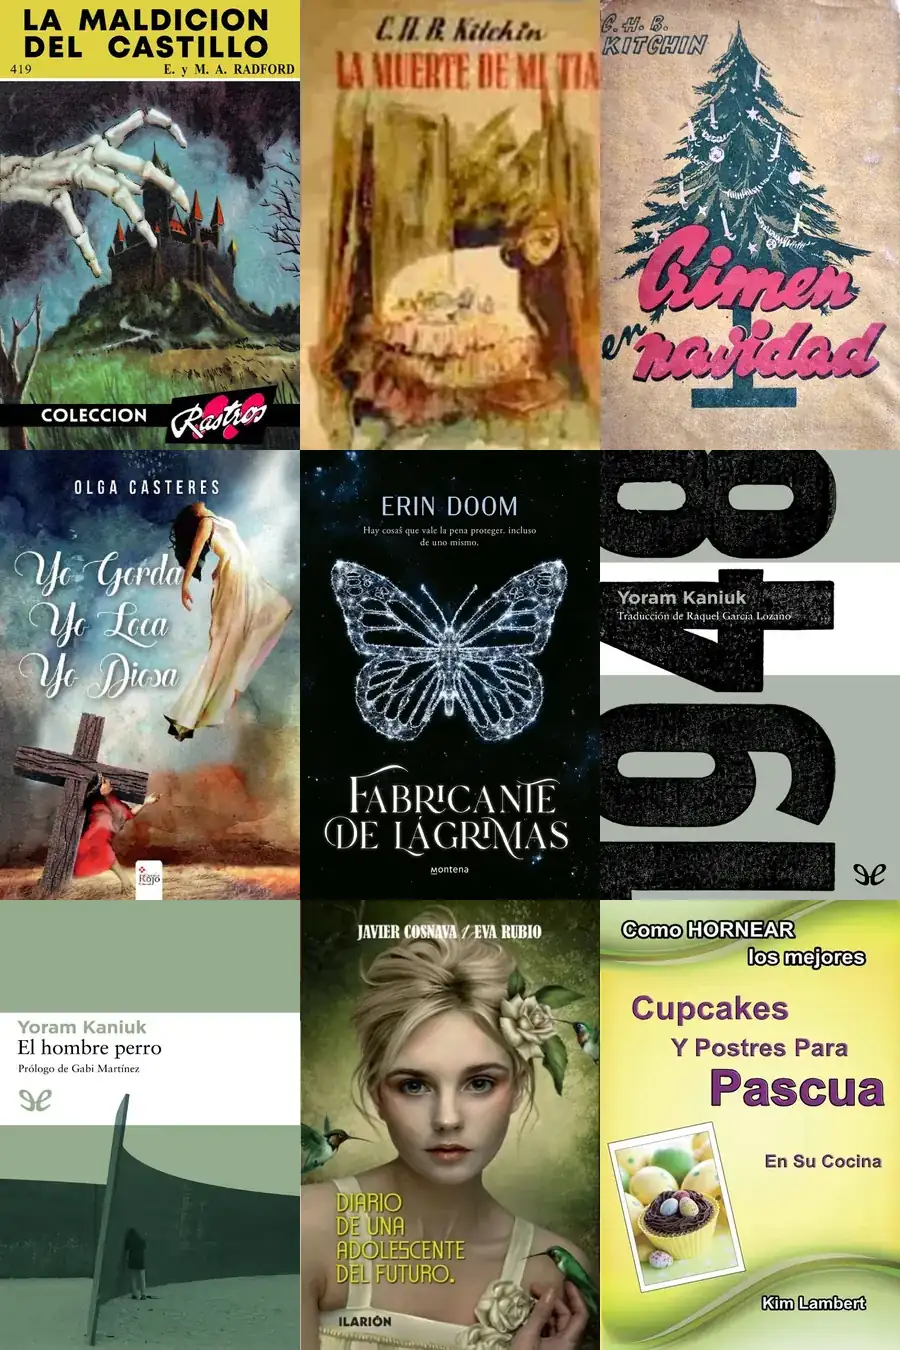 LA MALDICION
DEL CASTILLO
419
E. y M. A. RADFORD
COLECCION
Rastros
C.H.B. Kitchin
LA MUERTE DE MI TIA
C.H.B.
KITCHIN
Crimen
en
navidad
OLGA CASTERES
Yo Gorda
Yo Loca
Yo Diosa
Rojo
ERIN DOOM
Hay cosas que vale la pena proteger. incluso
de uno mismo.
FABRICANTE
DE LÁGRIMAS
montena
1948
Yoram Kaniuk
Traducción de Raquel García Lozano
Yoram Kaniuk
El hombre perro
Prólogo de Gabi Martínez
JAVIER COSNAVA / EVA RUBIO
DIARIO
DE UNA
ADOLESCENTE
DEL FUTURO.
ILARIÓN
Como HORNEAR
los mejores
Cupcakes
Y Postres Para
Pascua
En Su Cocina
Kim Lambert